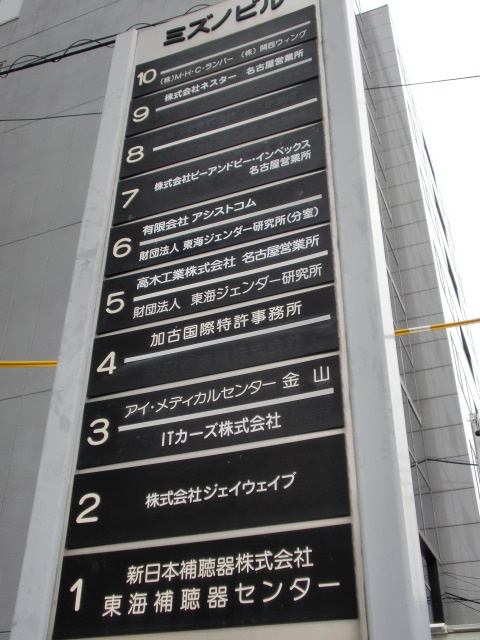 ミズノビル
10 (株)M・H・C・ランバー (株)関西ウィング
9 株式会社ネスター 名古屋営業所
8
7 株式会社ビーアンドビー・インベックス
名古屋営業所
有限会社 アシストコム
6 財団法人 東海ジェンダー研究所(分室)
高木工業株式会社 名古屋営業所
5 財団法人 東海ジェンダー研究所
4 加古国際特許事務所
アイ・メディカルセンター 金山
3 ITカーズ株式会社
2 株式会社ジェイウェイブ
新日本補聴器株式会社
1 東海補聴器センター